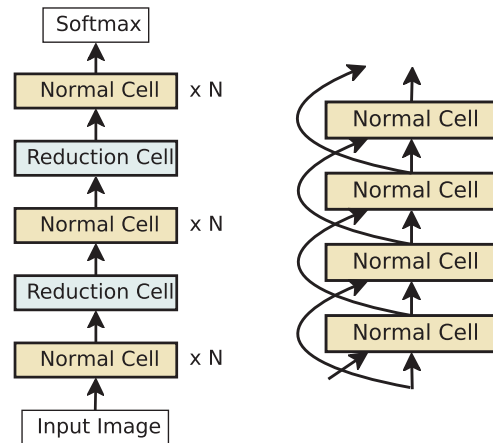 Softmax
Normal Cell x N
Reduction Cell
Normal Cell x N
Reduction Cell
Normal Cell x N
Input Image
Normal Cell
Normal Cell
Normal Cell
Normal Cell